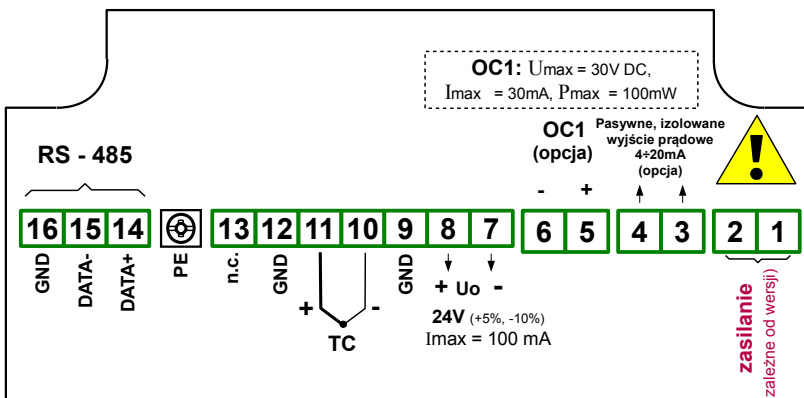 OC1: Umax = 30V DC,
Imax = 30mA, Pmax = 100mW
RS - 485
OC1
(opcja)
- +
Pasywne, izolowane
wyjście prądowe
4÷20mA
(opcja)
!
16 15 14 13 12 11 10 9 8 7 6 5 4 3 2 1
GND
DATA-
DATA+
PE
n.c.
GND
+ -
TC
GND
+ Uo -
24V (+5%, -10%)
Imax = 100 mA
zasilanie
zależne od wersji